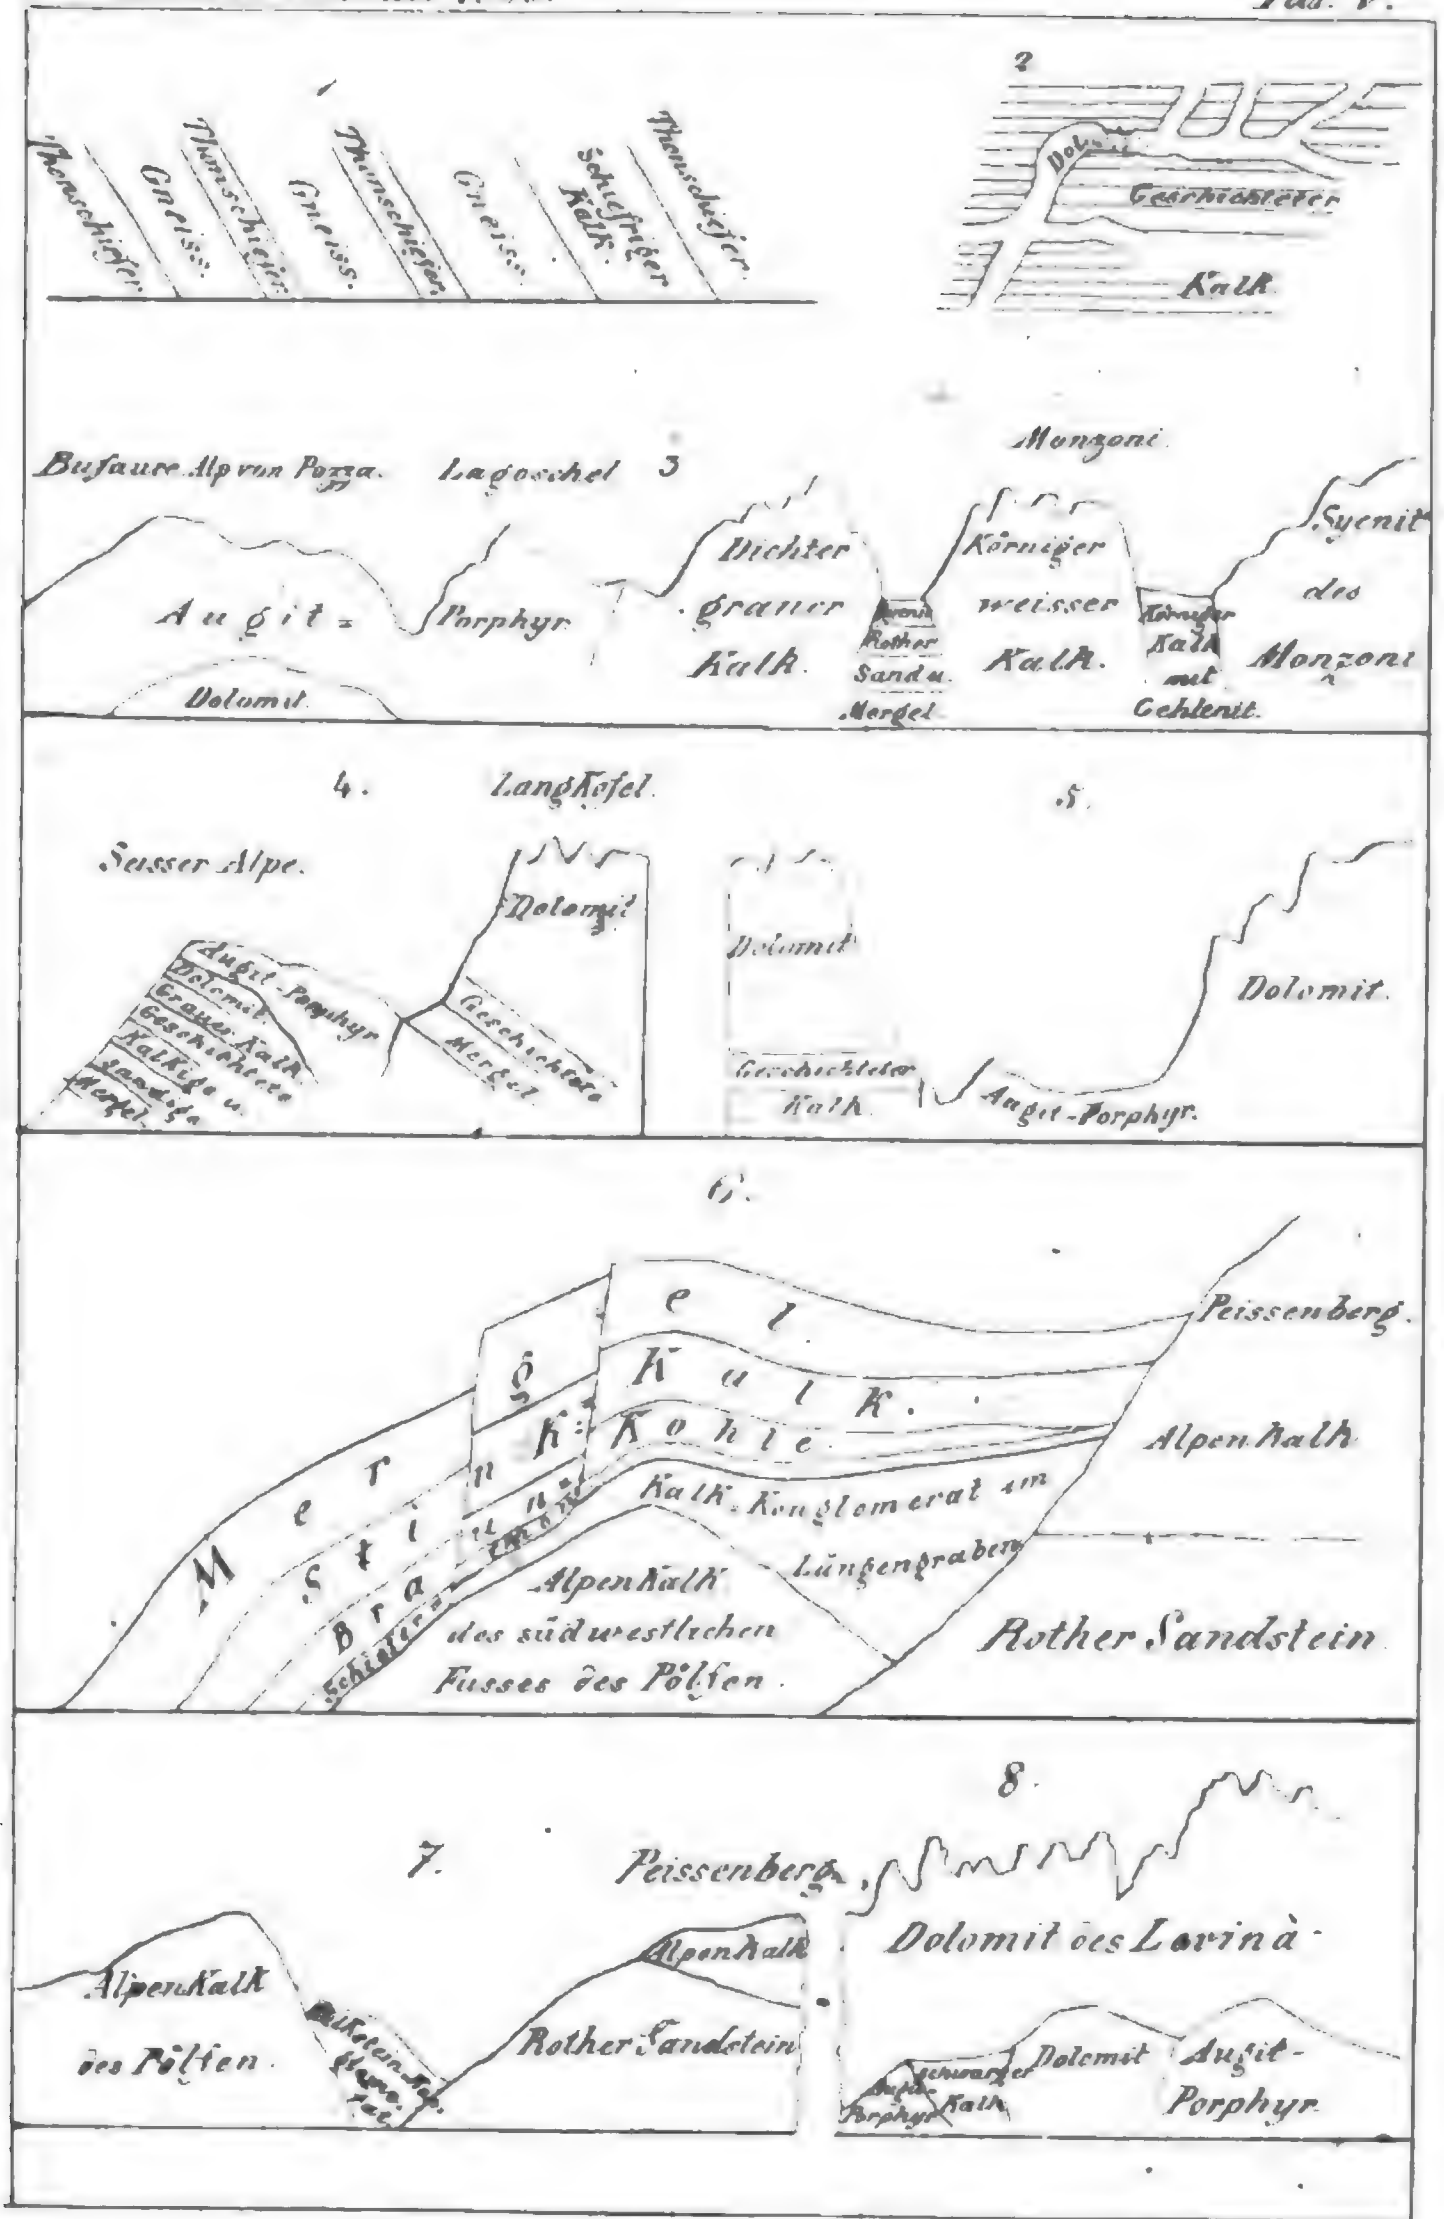 Tab. V.
Thonschiefer.
Gneiss.
Thonschiefer.
Gneiss.
Thonschiefer.
Gneiss.
Schiefriger
Kalk.
Thonschiefer.
2
Geschichteter
Kalk.
Bufaure Alp von Pozza.
Lagoschel
3
Monzoni.
Augit=
Porphyr.
Dolomit.
Dichter
grauer
Kalk.
Rother
Sand u.
Mergel.
Körniger
weisser
Kalk.
Körniger
Kalk
mit
Gehlenit.
Syenit
des
Monzoni
4.
LangKofel.
Seisser Alpe.
Augit-Porphyr
Dolomit.
Grauer Kalk.
Geschichtete
Kalkige u.
Sandige
Mergel.
Dolomit
Geschichtete
Mergel.
5.
Dolomit
Geschichteter
Kalk.
Augit-Porphyr.
Dolomit.
6.
Mergel.
StinkKalk.
Braunkohle.
Kalk-Konglomerat im
Längengraben
AlpenKalk
des südwestlichen
Fusses des Pölfen.
Peissenberg.
AlpenKalk
Rother Sandstein
7.
Peissenberg.
AlpenKalk
des Pölfen.
AlpenKalk
Rother Sandstein
8.
Dolomit des Lavinà
Augit-
Porphyr
schwarzer
Kalk
Dolomit
Augit-
Porphyr.